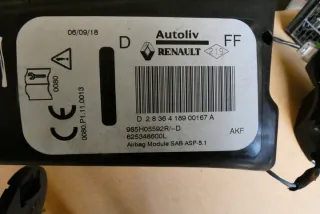 06/09/18
Autoliv
D
RENAULT
FF
0080
0080.P1.11.0013
D 2 8 36 4 189 00167 A
985H05592R/-D
625348600L
AKF
Airbag Module SAB-ASP-5.1